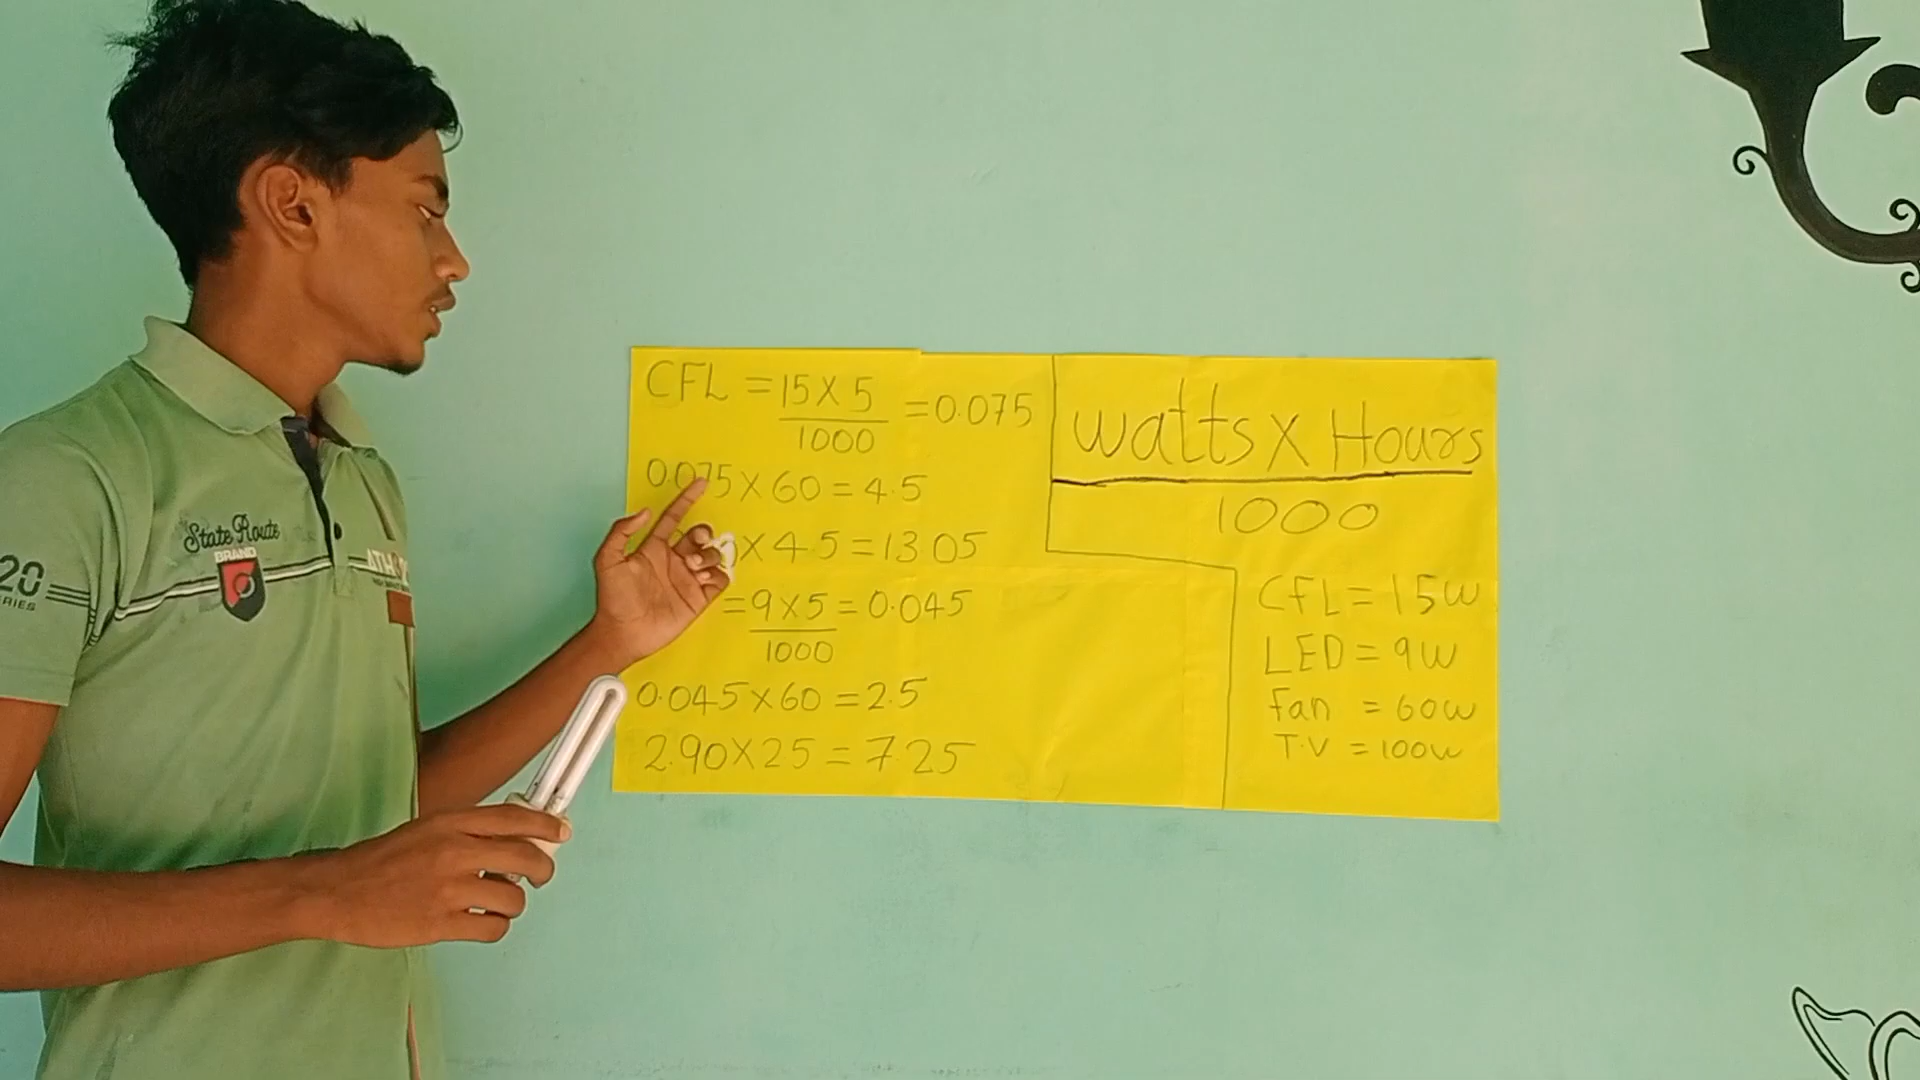 CFL = 15 X 5 = 0.075
1000
0.075 X 60 = 4.5
X 4.5 = 13 05
= 9 X 5 = 0.045
1000
0.045 X 60 = 2.5
2.90 X 25 = 7.25
watts X Hours
1000
CFL = 15W
LED = 9W
Fan = 60W
T.V = 100W
State Route
BRAND
20